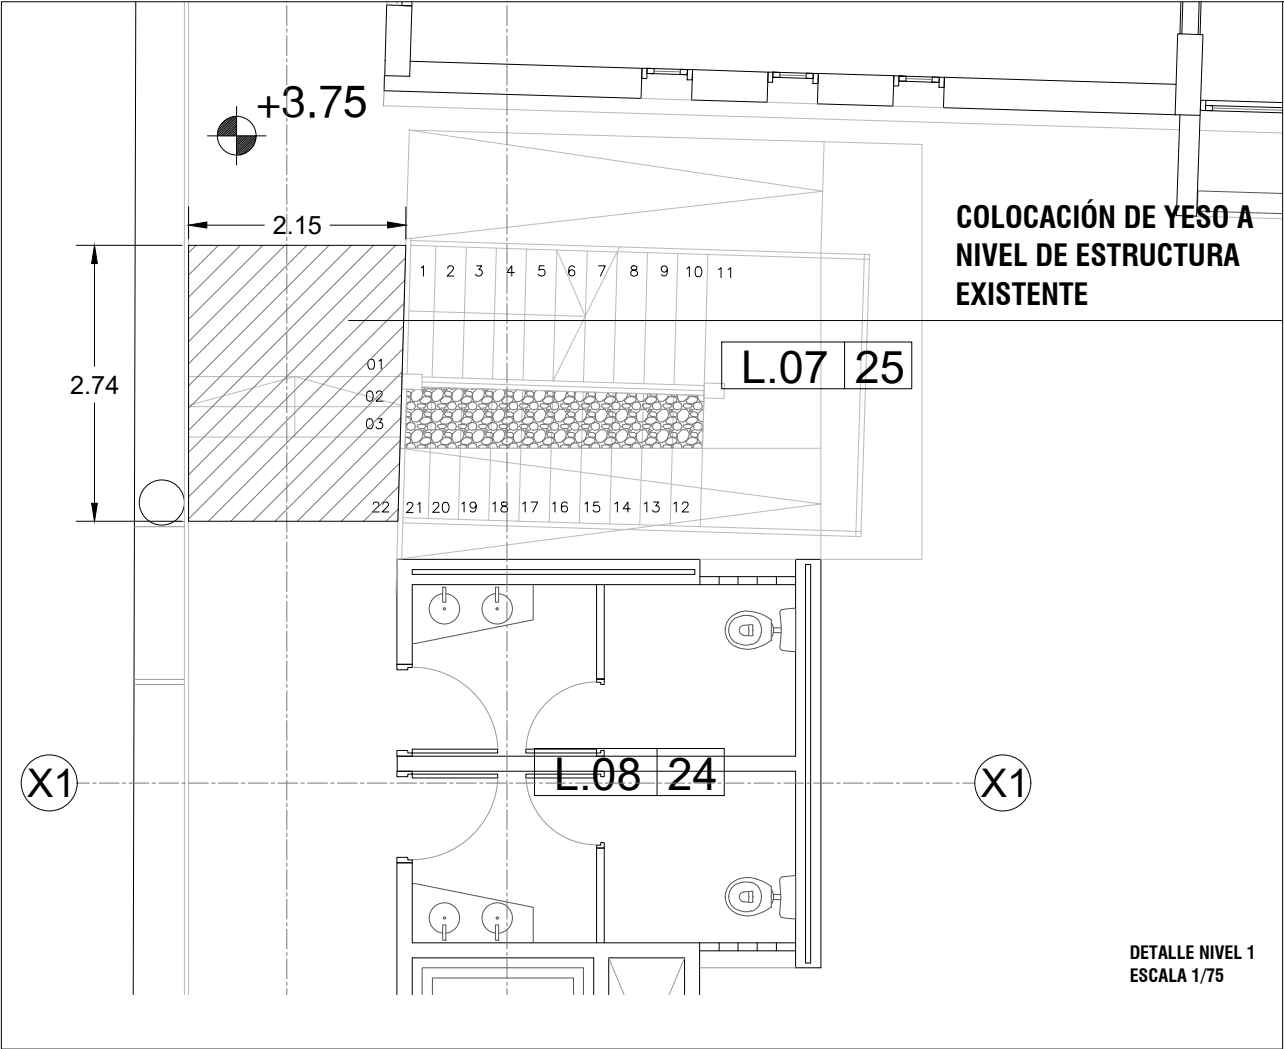 +3.75
2.15
COLOCACIÓN DE YESO A
NIVEL DE ESTRUCTURA
EXISTENTE
1 2 3 4 5 6 7 8 9 10 11
L.07 25
01
2.74
02
03
22 21 20 19 18 17 16 15 14 13 12
X1
L.08 24
X1
DETALLE NIVEL 1
ESCALA 1/75